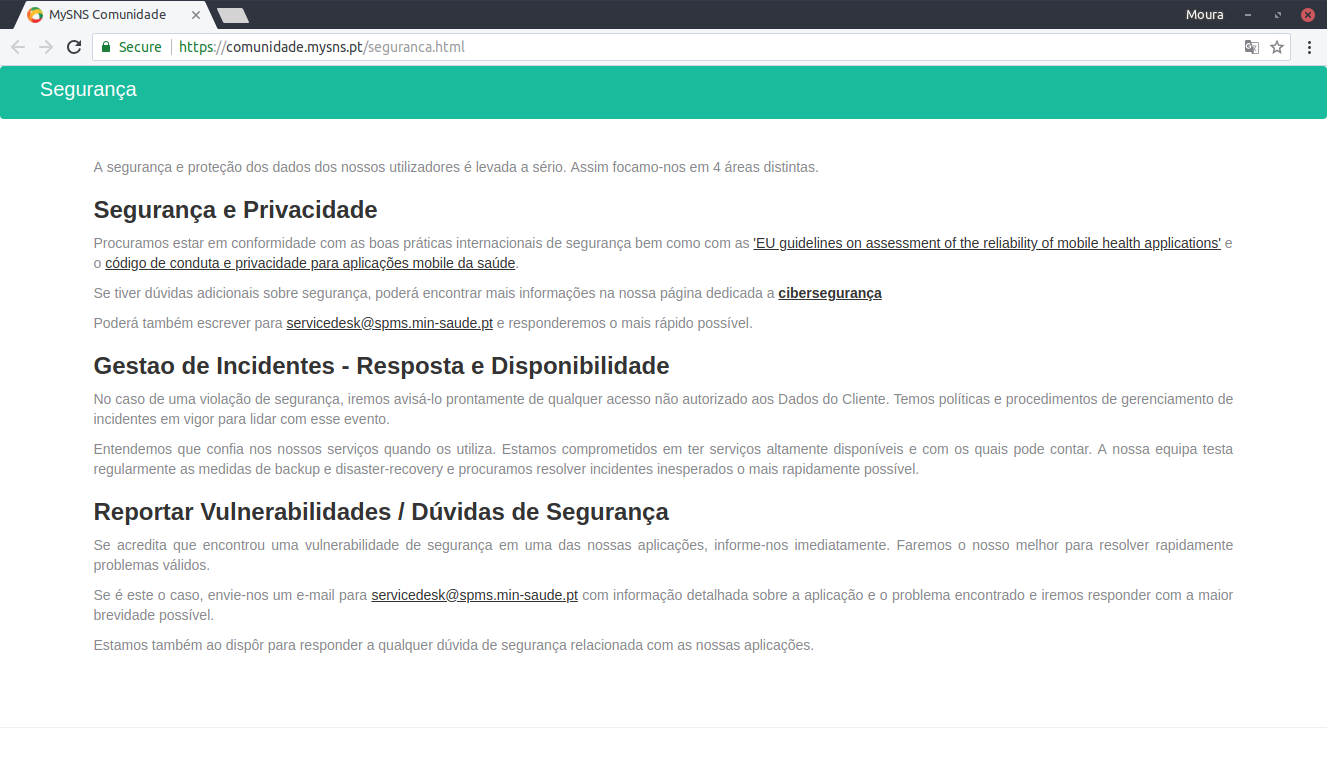 MySNS Comunidade
Moura
Secure https://comunidade.mysns.pt/seguranca.html
Segurança
A segurança e proteção dos dados dos nossos utilizadores é levada a sério. Assim focamo-nos em 4 áreas distintas.
Segurança e Privacidade
Procuramos estar em conformidade com as boas práticas internacionais de segurança bem como com as 'EU guidelines on assessment of the reliability of mobile health applications' e
o código de conduta e privacidade para aplicações mobile da saúde.
Se tiver dúvidas adicionais sobre segurança, poderá encontrar mais informações na nossa página dedicada a cibersegurança
Poderá também escrever para servicedesk@spms.min-saude.pt e responderemos o mais rápido possível.
Gestao de Incidentes - Resposta e Disponibilidade
No caso de uma violação de segurança, iremos avisá-lo prontamente de qualquer acesso não autorizado aos Dados do Cliente. Temos políticas e procedimentos de gerenciamento de
incidentes em vigor para lidar com esse evento.
Entendemos que confia nos nossos serviços quando os utiliza. Estamos comprometidos em ter serviços altamente disponíveis e com os quais pode contar. A nossa equipa testa
regularmente as medidas de backup e disaster-recovery e procuramos resolver incidentes inesperados o mais rapidamente possível.
Reportar Vulnerabilidades / Dúvidas de Segurança
Se acredita que encontrou uma vulnerabilidade de segurança em uma das nossas aplicações, informe-nos imediatamente. Faremos o nosso melhor para resolver rapidamente
problemas válidos.
Se é este o caso, envie-nos um e-mail para servicedesk@spms.min-saude.pt com informação detalhada sobre a aplicação e o problema encontrado e iremos responder com a maior
brevidade possível.
Estamos também ao dispôr para responder a qualquer dúvida de segurança relacionada com as nossas aplicações.